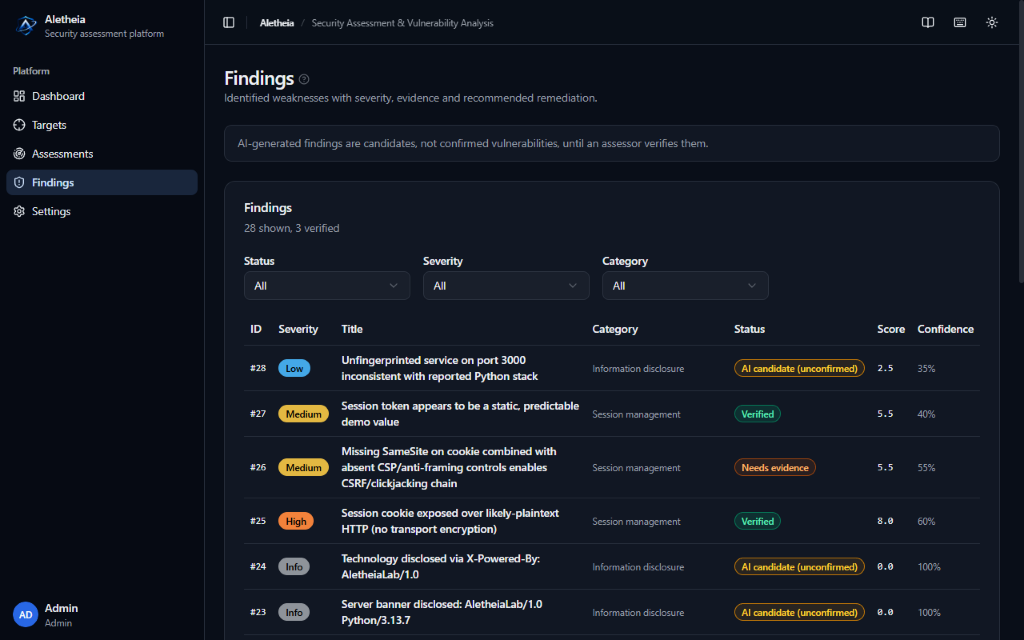 Aletheia
Security assessment platform
Platform
Dashboard
Targets
Assessments
Findings
Settings
AD
Admin
Admin
Aletheia / Security Assessment & Vulnerability Analysis
Findings
Identified weaknesses with severity, evidence and recommended remediation.
AI-generated findings are candidates, not confirmed vulnerabilities, until an assessor verifies them.
Findings
28 shown, 3 verified
Status Severity Category
All All All
ID Severity Title Category Status Score Confidence
#28 Low Unfingerprinted service on port 3000
inconsistent with reported Python stack Information disclosure AI candidate (unconfirmed) 2.5 35%
#27 Medium Session token appears to be a static, predictable
demo value Session management Verified 5.5 40%
#26 Medium Missing SameSite on cookie combined with
absent CSP/anti-framing controls enables
CSRF/clickjacking chain Session management Needs evidence 5.5 55%
#25 High Session cookie exposed over likely-plaintext
HTTP (no transport encryption) Session management Verified 8.0 60%
#24 Info Technology disclosed via X-Powered-By:
AletheiaLab/1.0 Information disclosure AI candidate (unconfirmed) 0.0 100%
#23 Info Server banner disclosed: AletheiaLab/1.0
Python/3.13.7 Information disclosure AI candidate (unconfirmed) 0.0 100%